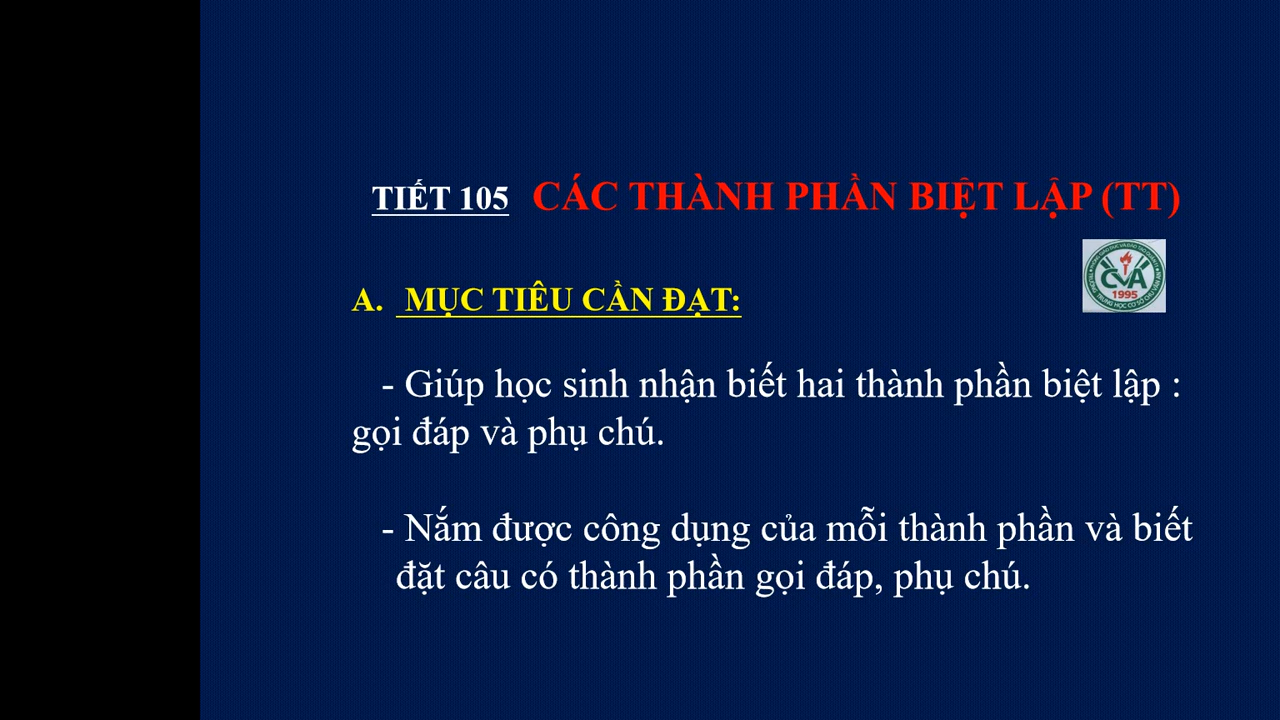 TIẾT 105 CÁC THÀNH PHẦN BIỆT LẬP (TT)
CVA
1995
A. MỤC TIÊU CẦN ĐẠT:
- Giúp học sinh nhận biết hai thành phần biệt lập :
gọi đáp và phụ chú.
- Nắm được công dụng của mỗi thành phần và biết
đặt câu có thành phần gọi đáp, phụ chú.